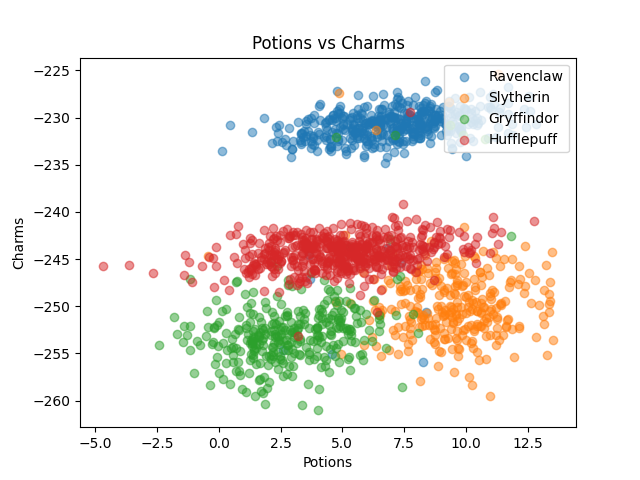 Potions vs Charms
Ravenclaw
Slytherin
Gryffindor
Hufflepuff
Charms
−225
−230
−235
−240
−245
−250
−255
−260
−5.0 −2.5 0.0 2.5 5.0 7.5 10.0 12.5
Potions